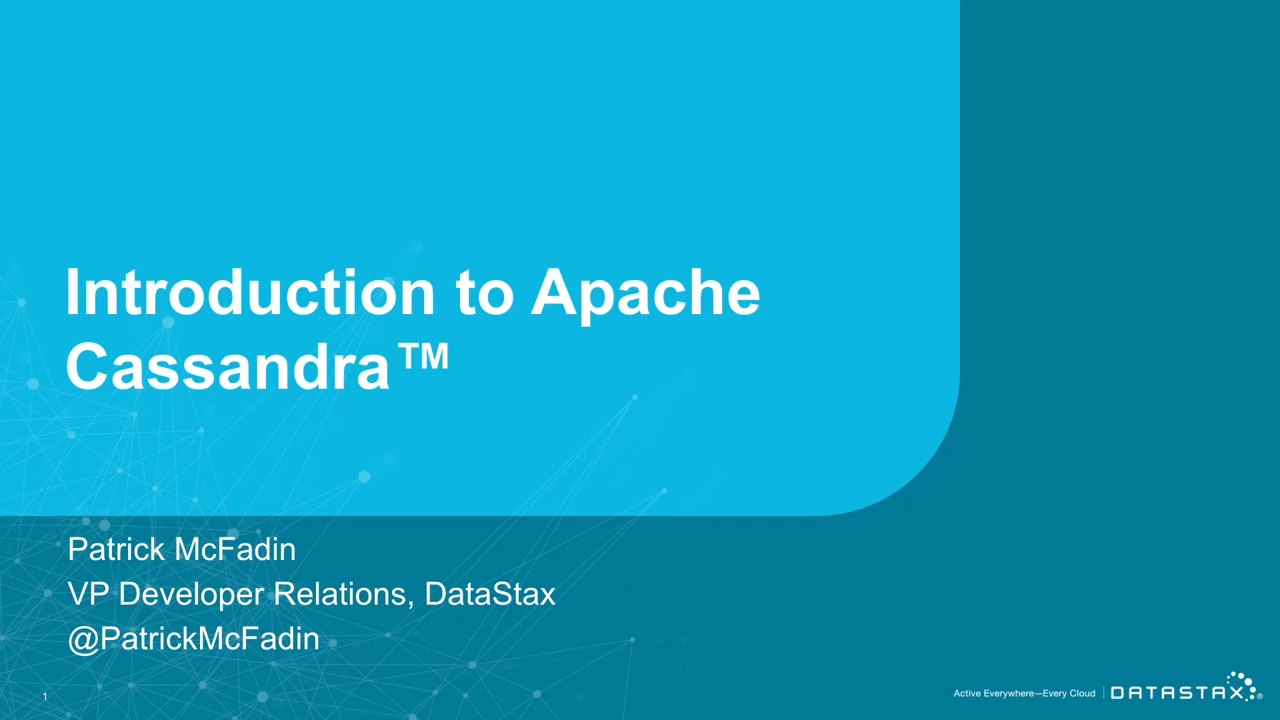 Introduction to Apache
Cassandra™
Patrick McFadin
VP Developer Relations, DataStax
@PatrickMcFadin
1
Active Everywhere—Every Cloud | DATASTAX®